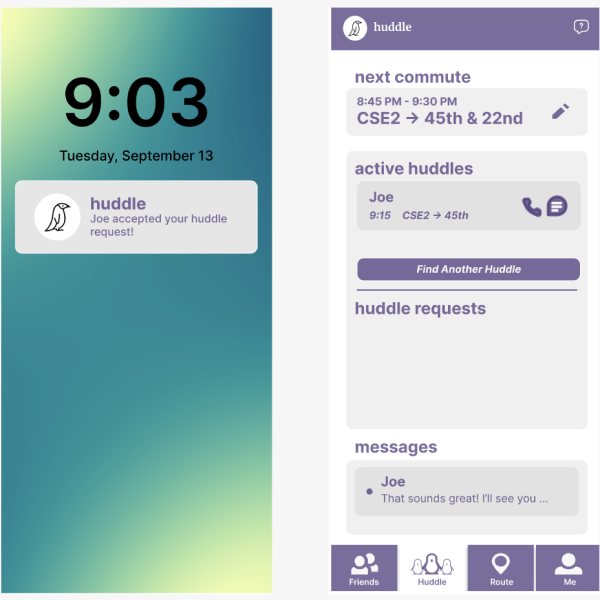 9:03
Tuesday, September 13
huddle
Joe accepted your huddle
request!
huddle
?
next commute
8:45 PM - 9:30 PM
CSE2 → 45th & 22nd
active huddles
Joe
9:15 CSE2 → 45th
Find Another Huddle
huddle requests
messages
Joe
That sounds great! I'll see you ...
Friends
Huddle
Route
Me